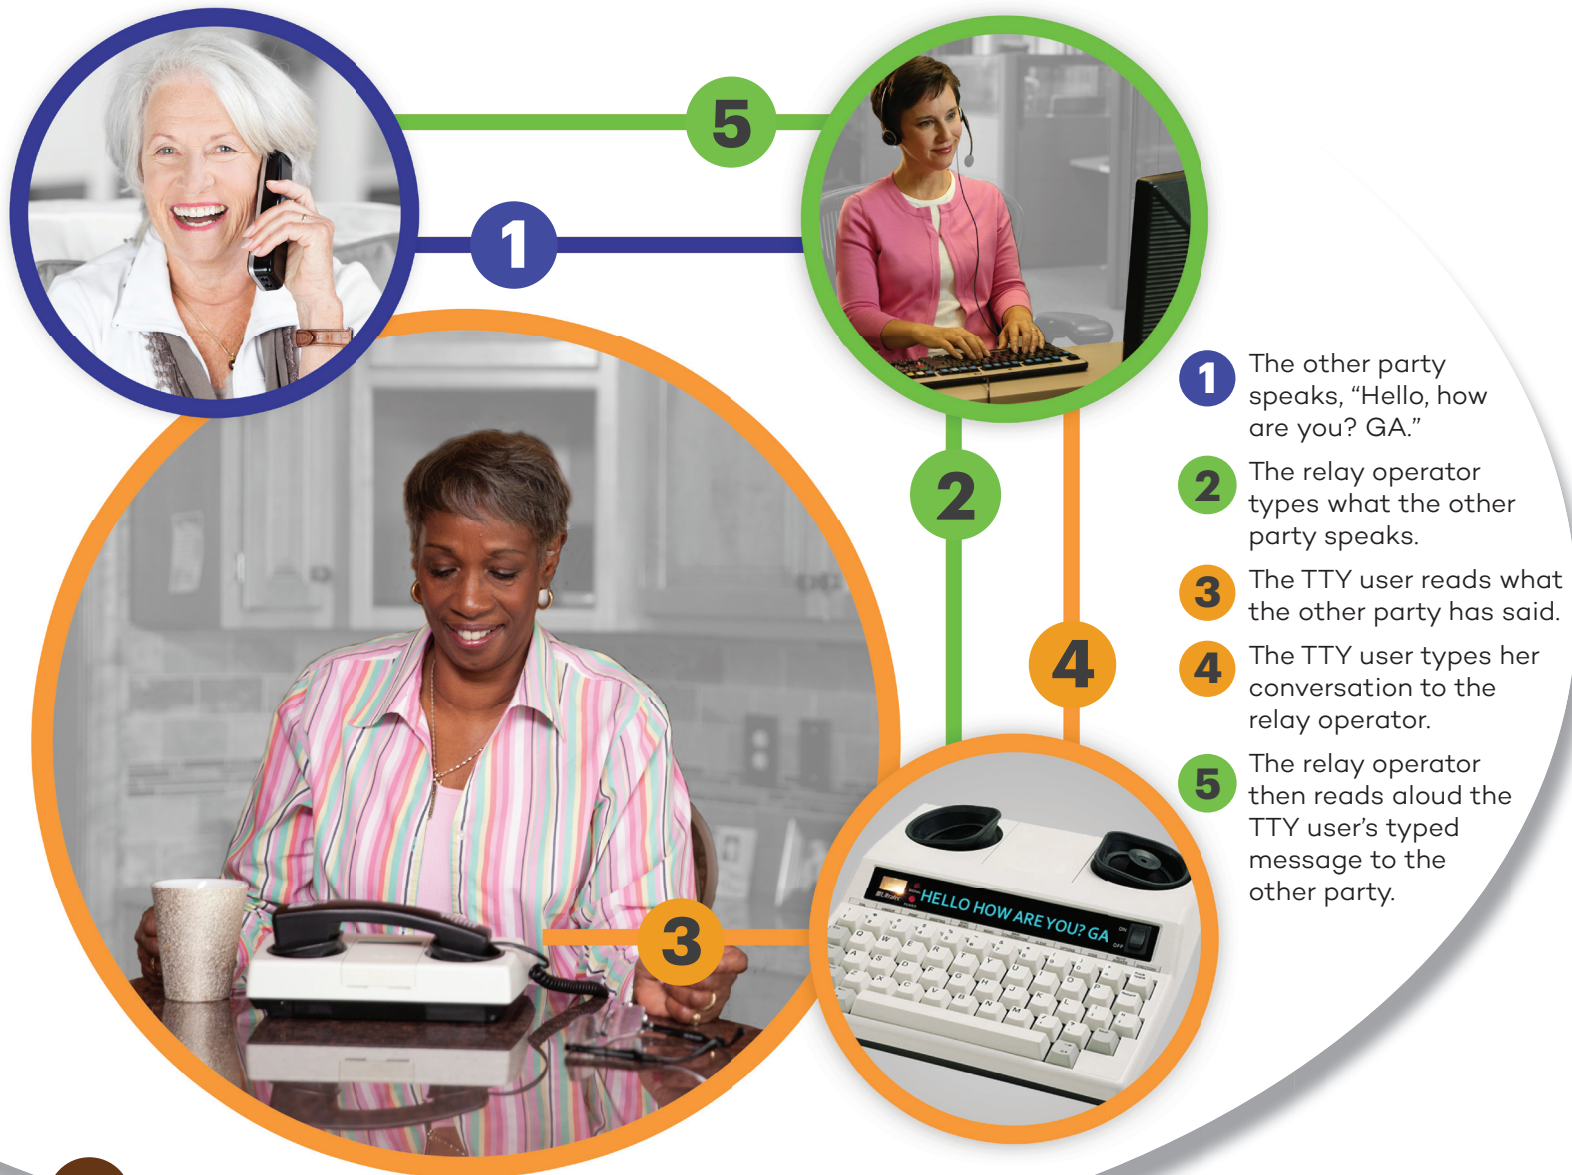 5
1
2
4
3
1
The other party
speaks, “Hello, how
are you? GA.”
2
The relay operator
types what the other
party speaks.
3
The TTY user reads what
the other party has said.
4
The TTY user types her
conversation to the
relay operator.
5
The relay operator
then reads aloud the
TTY user’s typed
message to the
other party.
HELLO HOW ARE YOU? GA
ON
OFF
Q W R T Y U I O P
A S D F G H J K L
Z X C V B N M